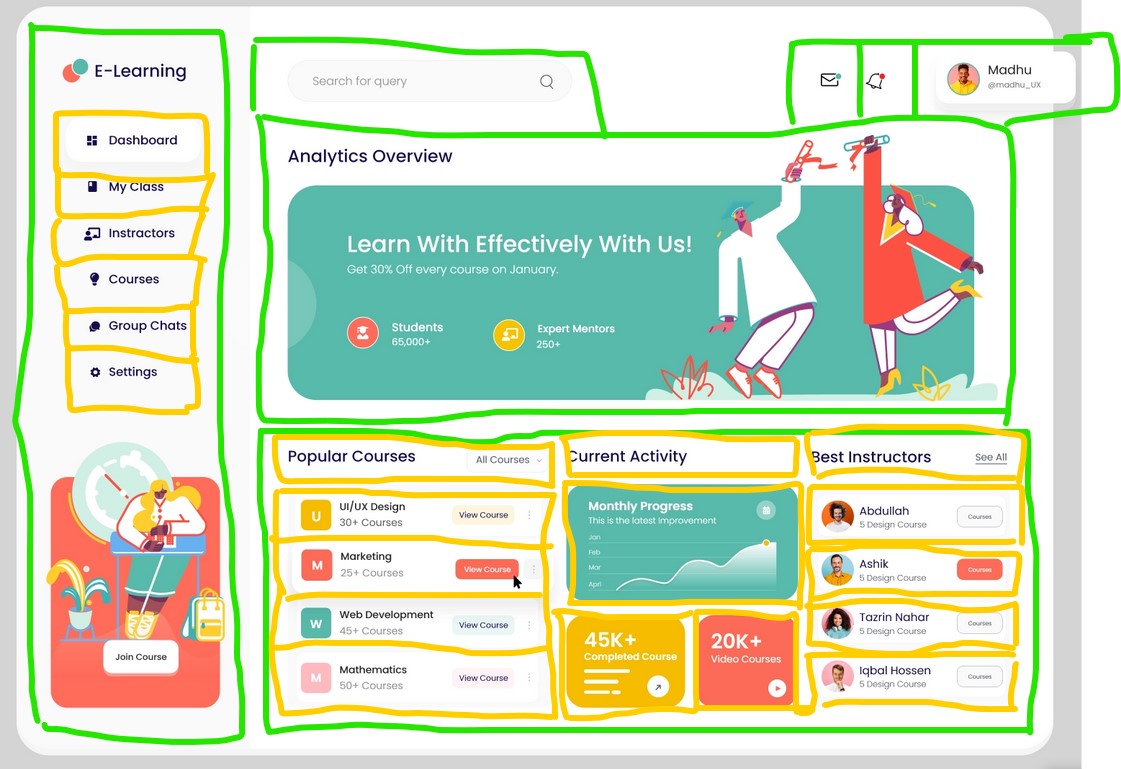 E-Learning
Dashboard
My Class
Instractors
Courses
Group Chats
Settings
Join Course
Search for query
Madhu
@madhu_UX
Analytics Overview
Learn With Effectively With Us!
Get 30% Off every course on January.
Students
65,000+
Expert Mentors
250+
Popular Courses
All Courses
U
UI/UX Design
30+ Courses
View Course
M
Marketing
25+ Courses
View Course
W
Web Development
45+ Courses
View Course
M
Mathematics
50+ Courses
View Course
Current Activity
Monthly Progress
This is the latest Improvement
Jan
Feb
Mar
Aprl
45K+
Completed Course
20K+
Video Courses
Best Instructors
See All
Abdullah
5 Design Course
Courses
Ashik
5 Design Course
Courses
Tazrin Nahar
5 Design Course
Courses
Iqbal Hossen
5 Design Course
Courses